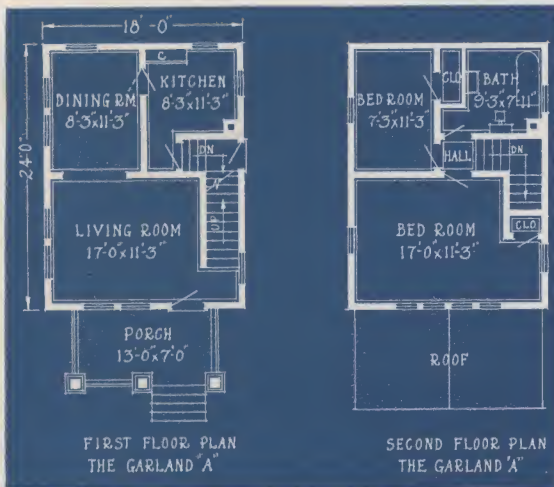 18'-0"
24'0"
C
KITCHEN
8'-3"x11'-3"
DINING RM
8'-3"x11'-3"
DN
UP
LIVING ROOM
17'-0"x11'-3"
PORCH
13'-0"x7'-0"
FIRST FLOOR PLAN
THE GARLAND "A"
CLO
BATH
9'-3"x7'-11"
BED ROOM
7'-3"x11'-3
HALL
DN
CLO
BED ROOM
17'-0"x11'-3"
ROOF
SECOND FLOOR PLAN
THE GARLAND "A"